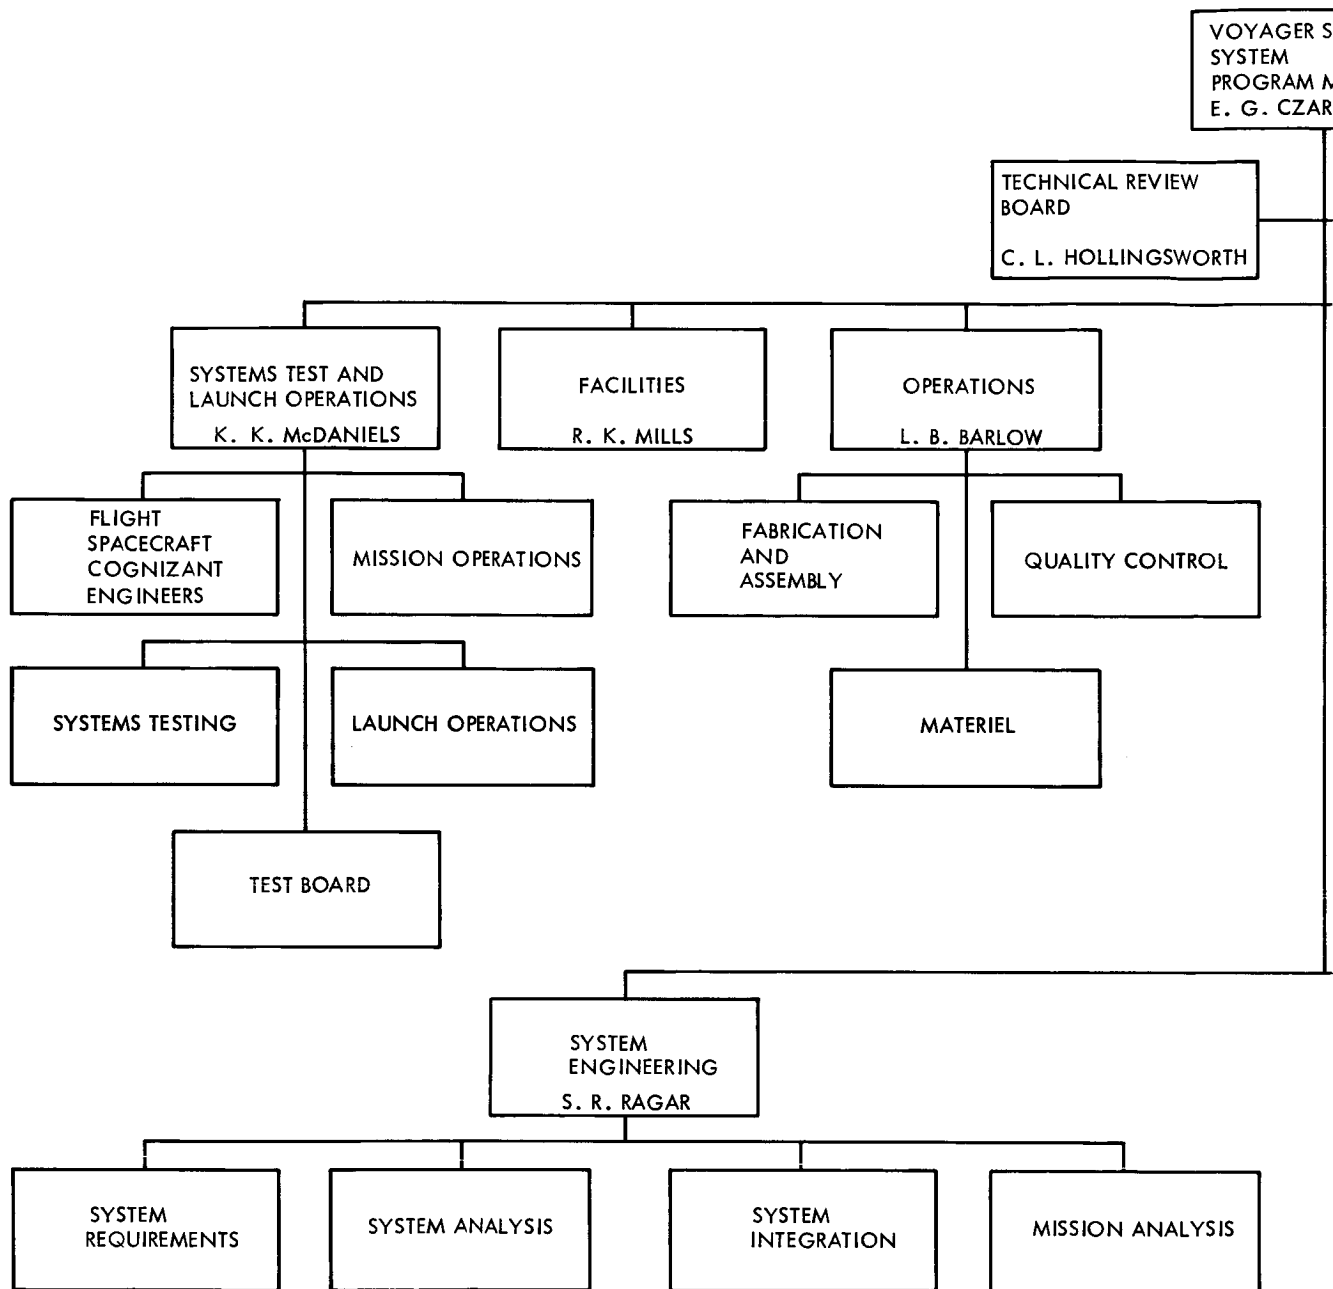 VOYAGER S
SYSTEM
PROGRAM M
E. G. CZAR
TECHNICAL REVIEW
BOARD
C. L. HOLLINGSWORTH
SYSTEMS TEST AND
LAUNCH OPERATIONS
K. K. McDANIELS
FACILITIES
R. K. MILLS
OPERATIONS
L. B. BARLOW
FLIGHT
SPACECRAFT
COGNIZANT
ENGINEERS
MISSION OPERATIONS
FABRICATION
AND
ASSEMBLY
QUALITY CONTROL
SYSTEMS TESTING
LAUNCH OPERATIONS
MATERIEL
TEST BOARD
SYSTEM
ENGINEERING
S. R. RAGAR
SYSTEM
REQUIREMENTS
SYSTEM ANALYSIS
SYSTEM
INTEGRATION
MISSION ANALYSIS